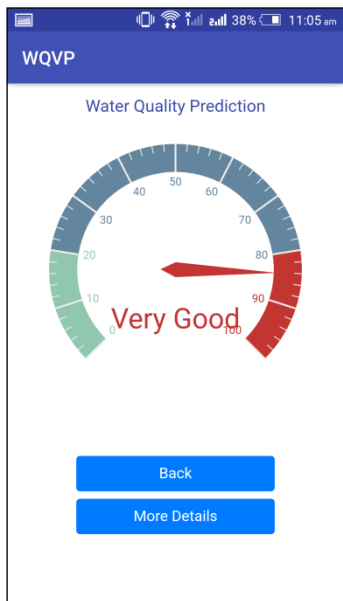 38% 11:05 am
WQVP
Water Quality Prediction
50
40 60
30 70
20 80
10 90
Very Good
0 100
Back
More Details